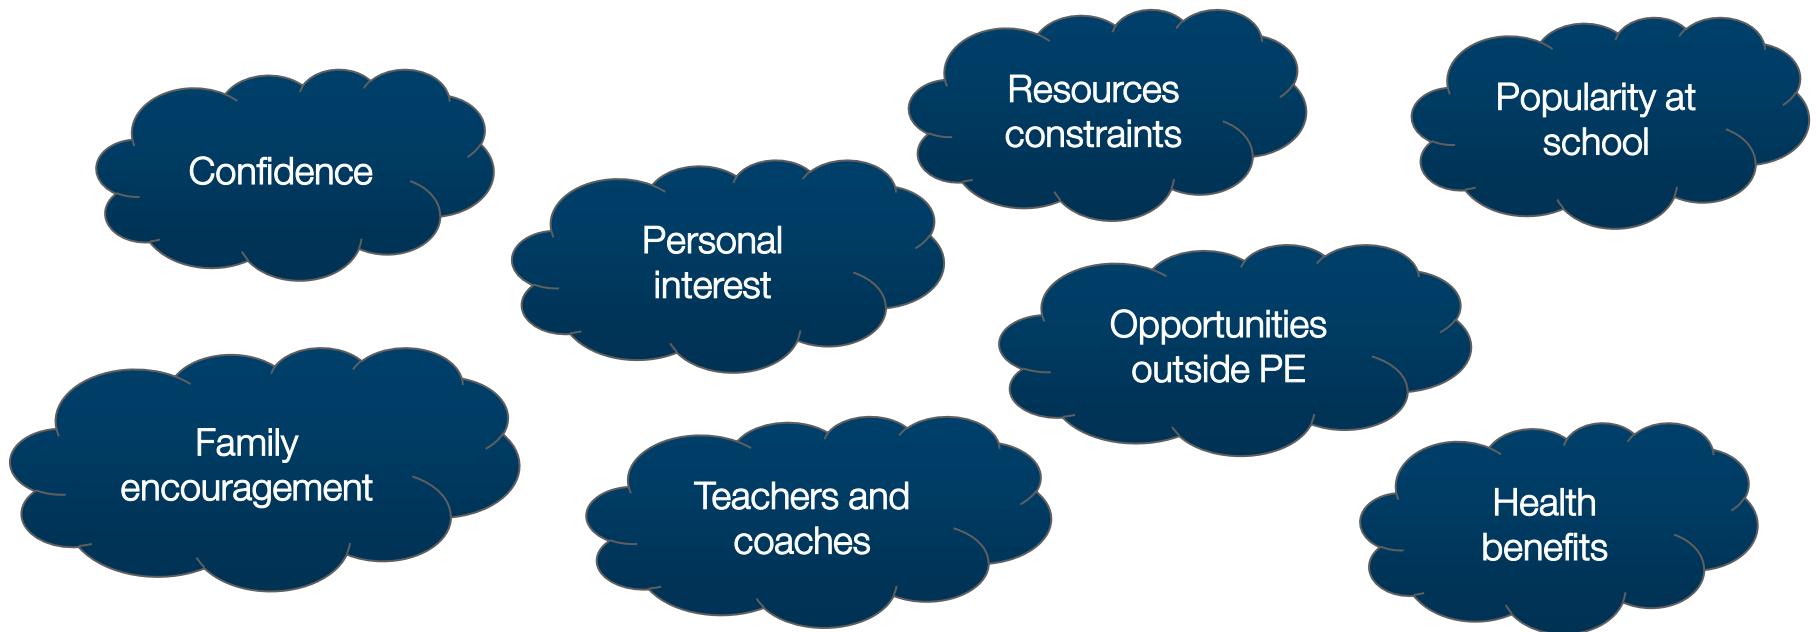 Confidence
Personal
interest
Resources
constraints
Popularity at
school
Opportunities
outside PE
Family
encouragement
Teachers and
coaches
Health
benefits